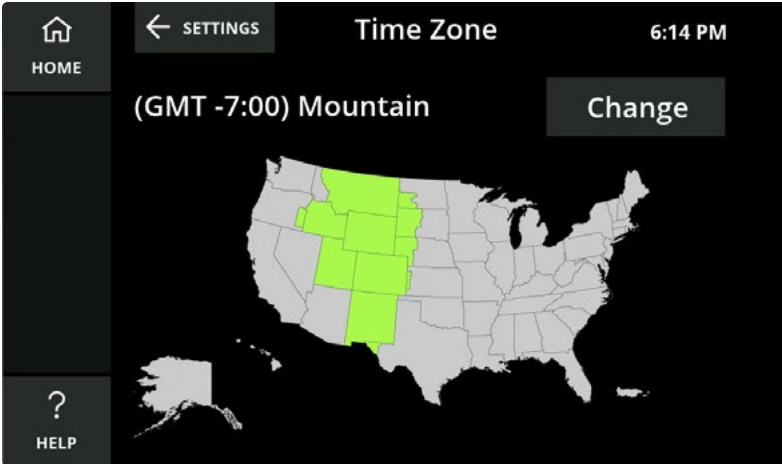 HOME
SETTINGS
Time Zone
6:14 PM
(GMT -7:00) Mountain
Change
?
HELP